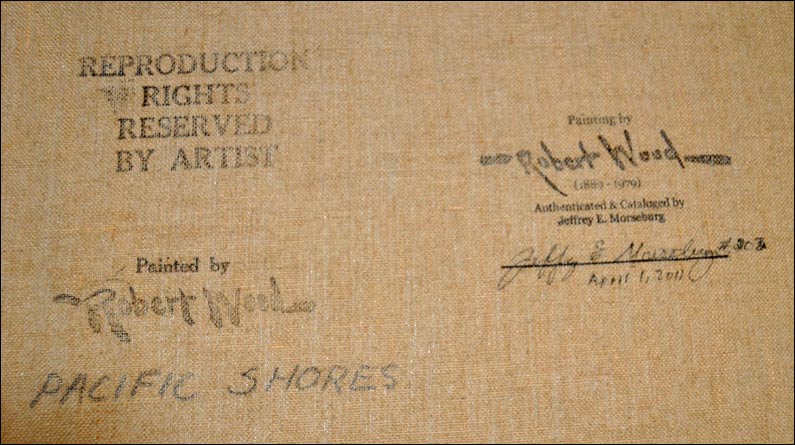 REPRODUCTION
RIGHTS
RESERVED
BY ARTIST
Painted by
Robert Wood
PACIFIC SHORES
Painting by
Robert Wood
(1889 - 1979)
Authenticated & Cataloged by
Jeffrey E. Morseburg
Jeffrey E Morseburg
April 1, 2011